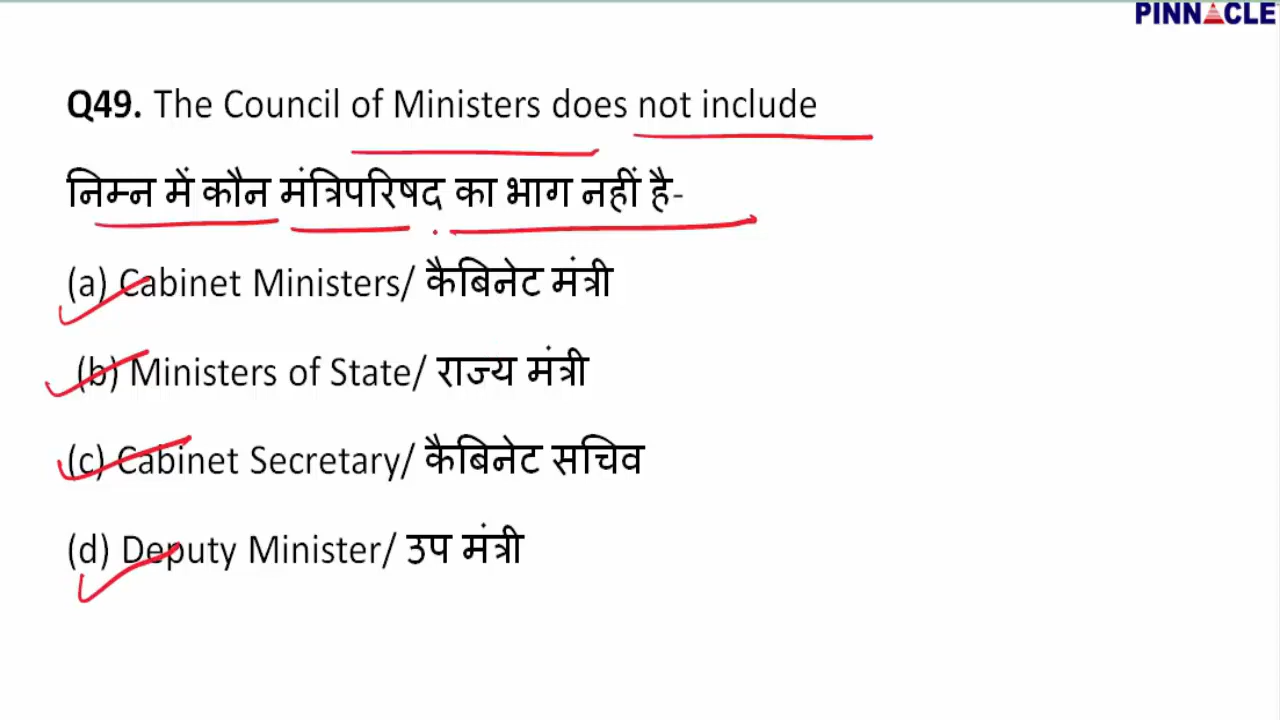 PINNACLE
Q49. The Council of Ministers does not include
निम्न में कौन मंत्रिपरिषद का भाग नहीं है-
(a) Cabinet Ministers/ कैबिनेट मंत्री
(b) Ministers of State/ राज्य मंत्री
(c) Cabinet Secretary/ कैबिनेट सचिव
(d) Deputy Minister/ उप मंत्री